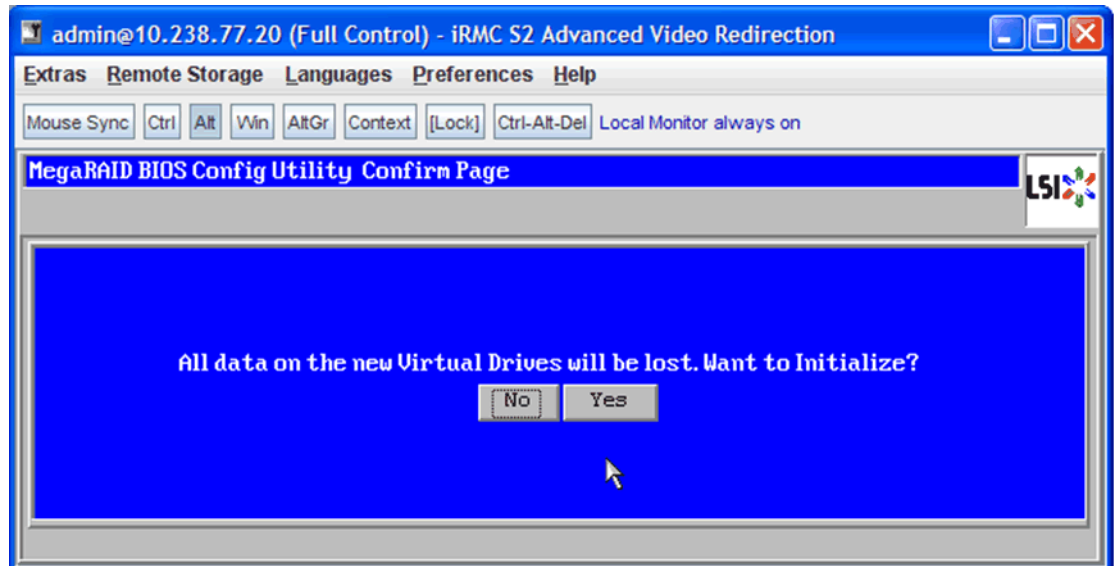 admin@10.238.77.20 (Full Control) - iRMC S2 Advanced Video Redirection
Extras Remote Storage Languages Preferences Help
Mouse Sync Ctrl Alt Win AltGr Context [Lock] Ctrl-Alt-Del Local Monitor always on
MegaRAID BIOS Config Utility Confirm Page
LSI
All data on the new Virtual Drives will be lost. Want to Initialize?
No Yes